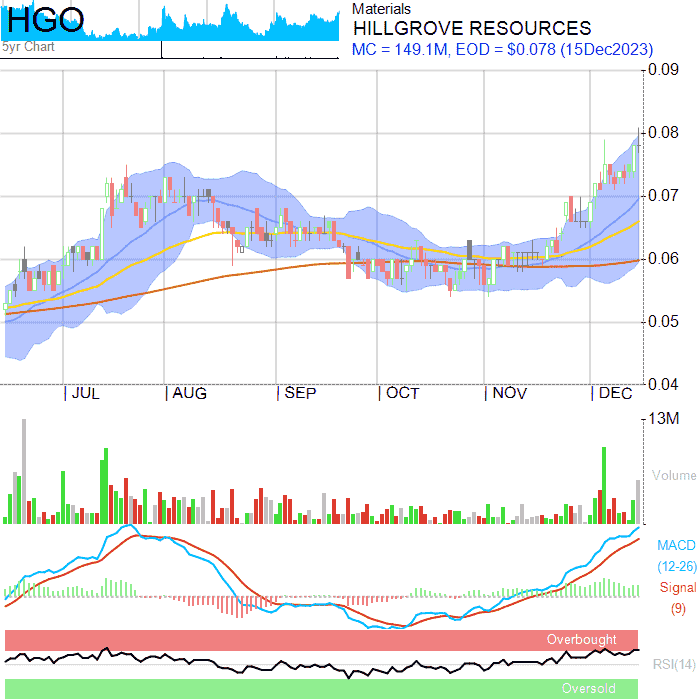 HGO
5yr Chart
Materials
HILLGROVE RESOURCES
MC = 149.1M, EOD = $0.078 (15Dec2023)
0.09
0.08
0.07
0.06
0.05
0.04
JUL AUG SEP OCT NOV DEC
13M
Volume
MACD
(12-26)
Signal
(9)
Overbought
RSI(14)
Oversold